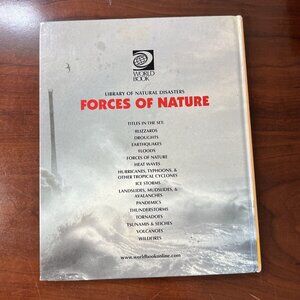 WORLD
BOOK
LIBRARY OF NATURAL DISASTERS
FORCES OF NATURE
TITLES IN THE SET:
BLIZZARDS
DROUGHTS
EARTHQUAKES
FLOODS
FORCES OF NATURE
HEAT WAVES
HURRICANES, TYPHOONS, &
OTHER TROPICAL CYCLONES
ICE STORMS
LANDSLIDES, MUDSLIDES, &
AVALANCHES
PANDEMICS
THUNDERSTORMS
TORNADOES
TSUNAMIS & SEICHES
VOLCANOES
WILDFIRES
www.worldbookonline.com